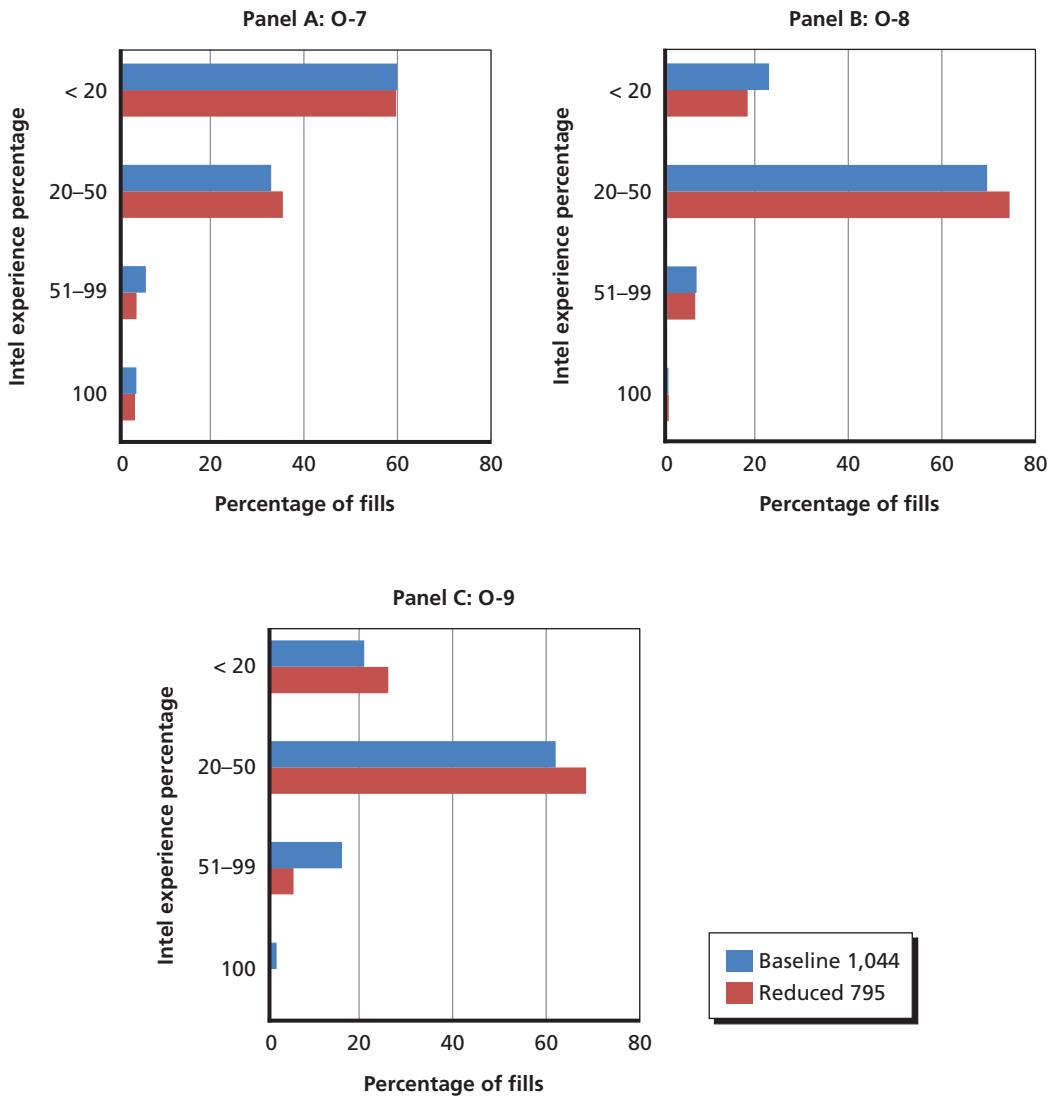 Panel A: O-7
Intel experience percentage
< 20
20–50
51–99
100
0 20 40 60 80
Percentage of fills
Panel B: O-8
Intel experience percentage
< 20
20–50
51–99
100
0 20 40 60 80
Percentage of fills
Panel C: O-9
Intel experience percentage
< 20
20–50
51–99
100
0 20 40 60 80
Percentage of fills
Baseline 1,044
Reduced 795